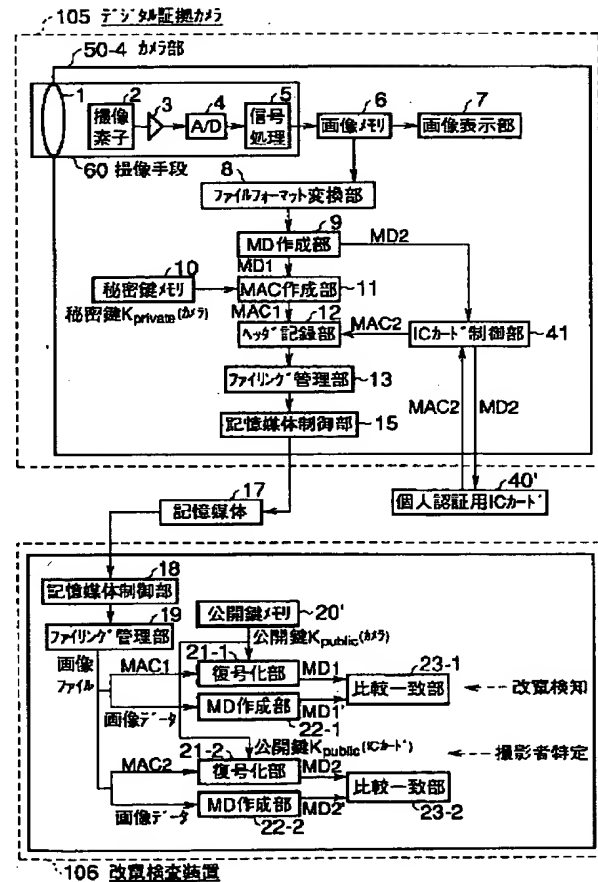 105 デジタル証拠カメラ
50-4 カメラ部
1
2
3
4
5
6
7
撮像
素子
A/D
信号
処理
画像メモリ
画像表示部
60 撮像手段
8
ファイルフォーマット変換部
9
MD作成部
MD2
10
MD1
秘密鍵メモリ
MAC作成部
11
秘密鍵Kprivate(カメラ)
MAC1
12
ヘッダ記録部
MAC2
ICカード制御部
41
ファイリング管理部
13
記憶媒体制御部
15
MAC2
MD2
17
記憶媒体
40'
個人認証用ICカード
18
記憶媒体制御部
19
ファイリング管理部
公開鍵メモリ
20'
公開鍵Kpublic(カメラ)
画像
ファイル
MAC1
21-1
復号化部
MD1
23-1
比較一致部
改竄検知
画像データ
MD作成部
MD1'
22-1
公開鍵Kpublic(ICカード)
撮影者特定
21-2
MAC2
復号化部
MD2
比較一致部
画像データ
MD作成部
MD2'
23-2
22-2
106 改竄検査装置